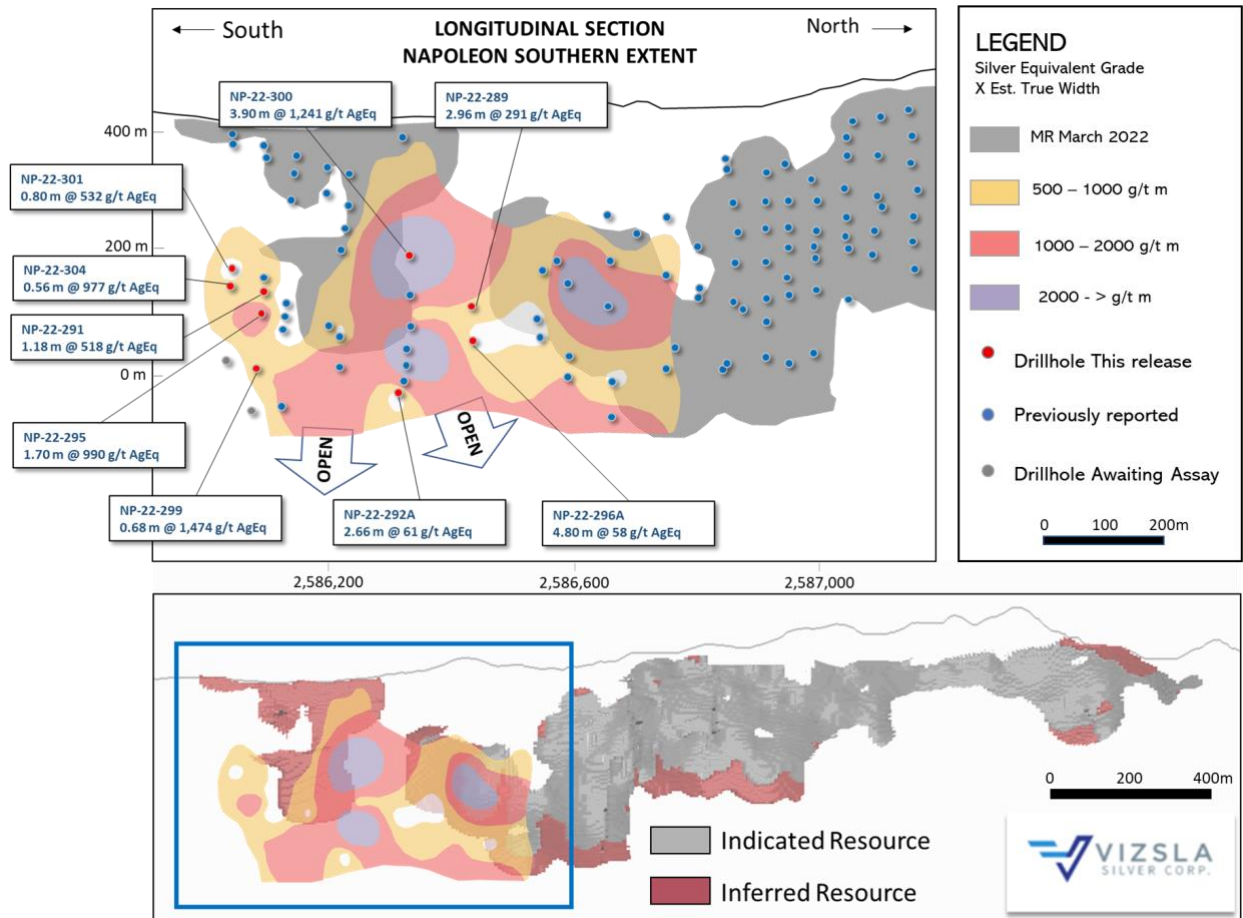 South
LONGITUDINAL SECTION
NAPOLEON SOUTHERN EXTENT
North
NP-22-300
3.90 m @ 1,241 g/t AgEq
NP-22-289
2.96 m @ 291 g/t AgEq
400 m
NP-22-301
0.80 m @ 532 g/t AgEq
200 m
NP-22-304
0.56 m @ 977 g/t AgEq
NP-22-291
1.18 m @ 518 g/t AgEq
0 m
NP-22-295
1.70 m @ 990 g/t AgEq
OPEN
OPEN
NP-22-299
0.68 m @ 1,474 g/t AgEq
NP-22-292A
2.66 m @ 61 g/t AgEq
NP-22-296A
4.80 m @ 58 g/t AgEq
2,586,200
2,586,600
2,587,000
LEGEND
Silver Equivalent Grade
X Est. True Width
MR March 2022
500 – 1000 g/t m
1000 – 2000 g/t m
2000 - > g/t m
Drillhole This release
Previously reported
Drillhole Awaiting Assay
0 100 200m
0 200 400m
Indicated Resource
Inferred Resource
VIZSLA
SILVER CORP.